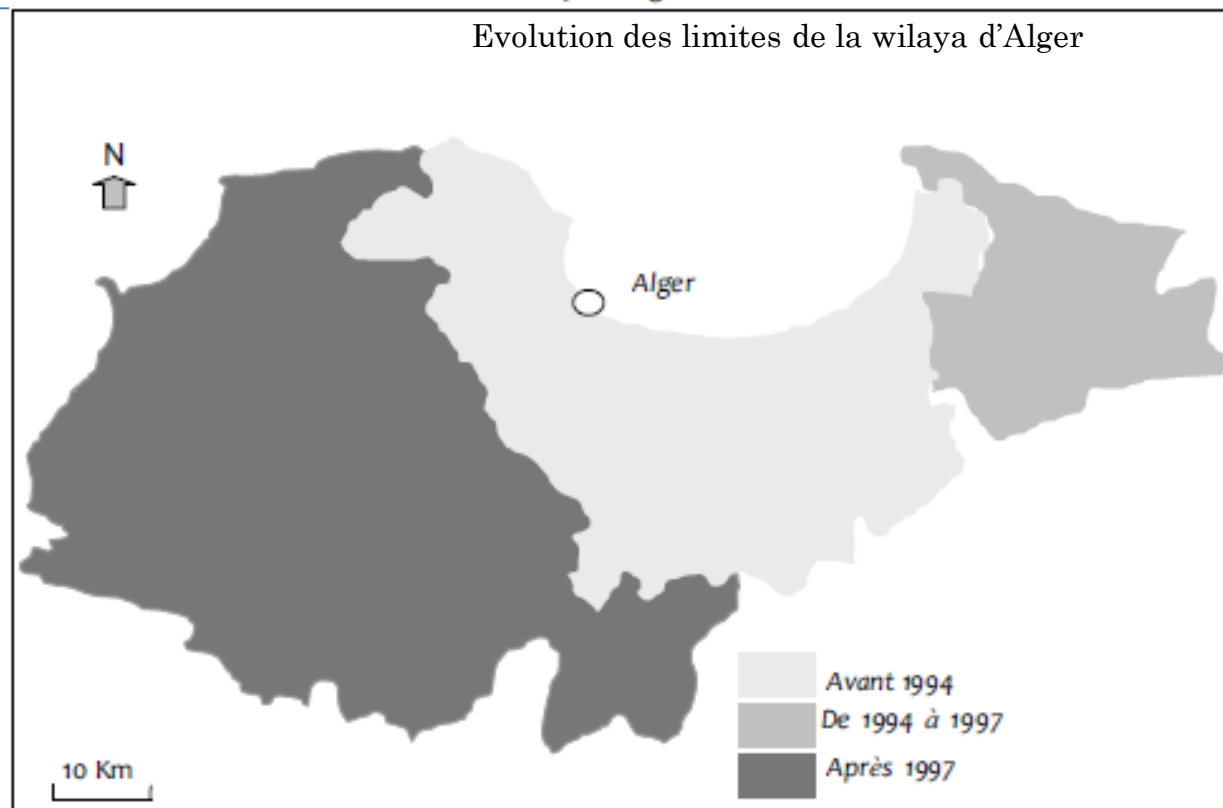 Evolution des limites de la wilaya d’Alger
N
Alger
Avant 1994
De 1994 à 1997
Après 1997
10 Km